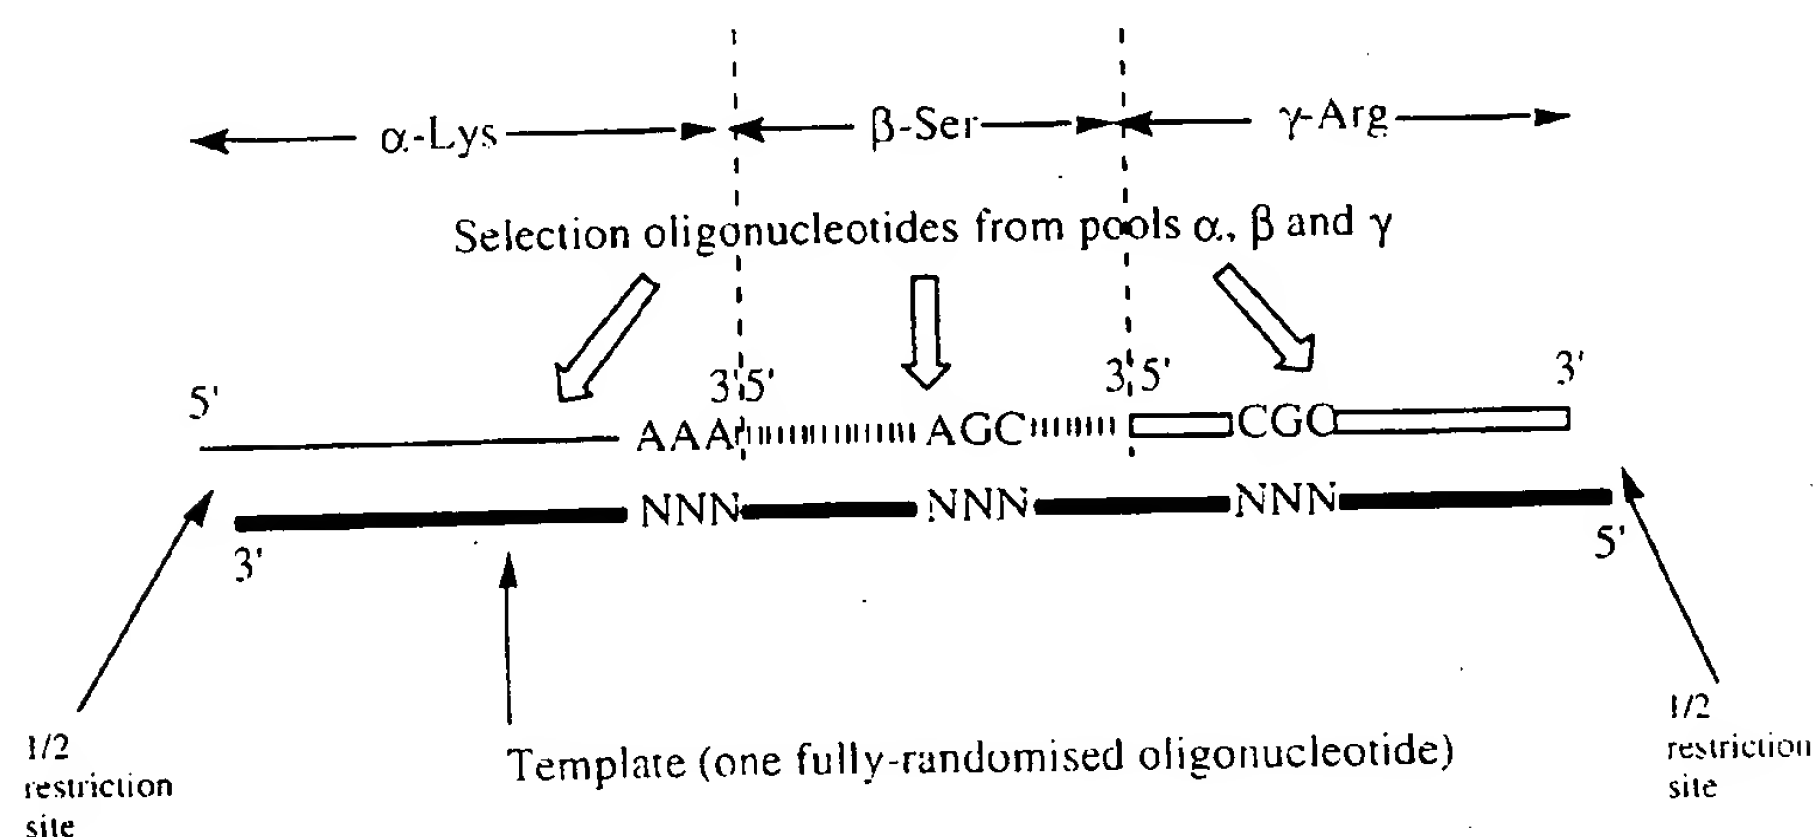 α-Lys β-Ser γ-Arg
Selection oligonucleotides from pools α, β and γ
5' 3' 5' 3' 5' 3'
AAA AGC CGC
NNN NNN NNN
3' 5'
1/2
restriction
site
Template (one fully-randomised oligonucleotide)
1/2
restriction
site